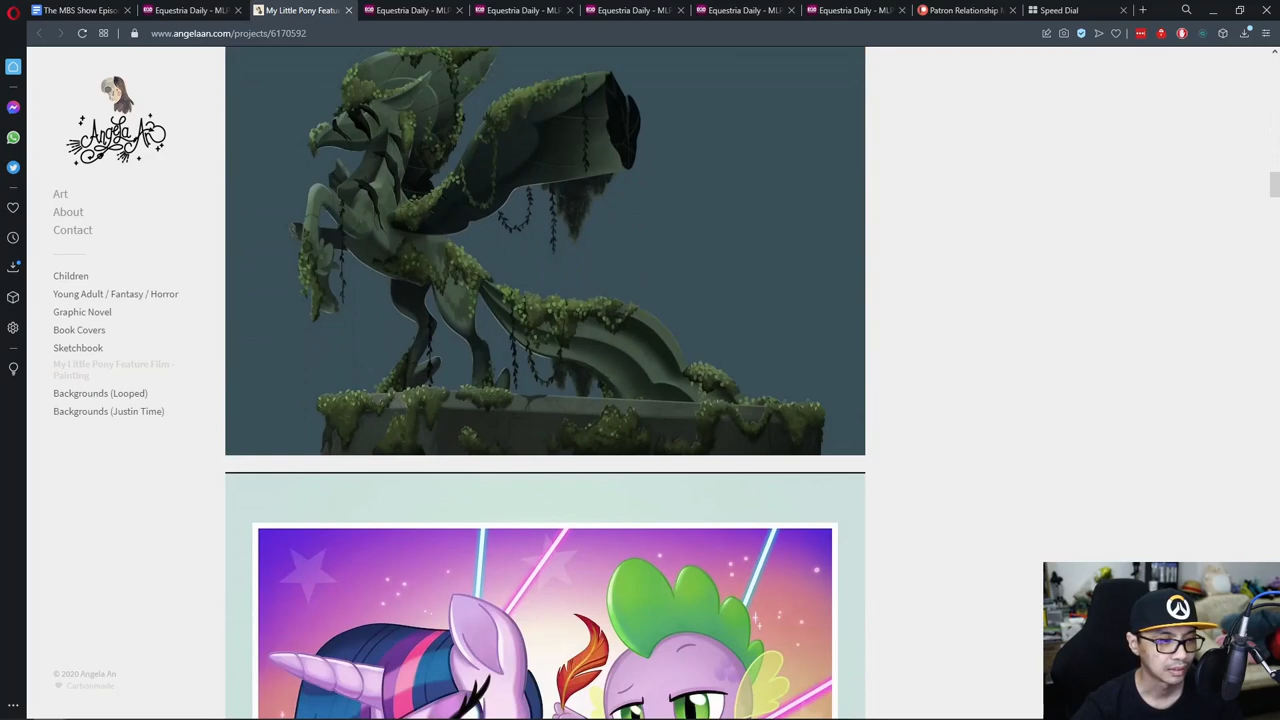 The MBS Show Episo
Equestria Daily - MLP
My Little Pony Featu
Equestria Daily - MLP
Equestria Daily - MLP
Equestria Daily - MLP
Equestria Daily - MLP
Equestria Daily - MLP
Patron Relationship M
Speed Dial
www.angelaan.com/projects/6170592
Angela An
Art
About
Contact
Children
Young Adult / Fantasy / Horror
Graphic Novel
Book Covers
Sketchbook
My Little Pony Feature Film -
Painting
Backgrounds (Looped)
Backgrounds (Justin Time)
© 2020 Angela An
Carbonmade